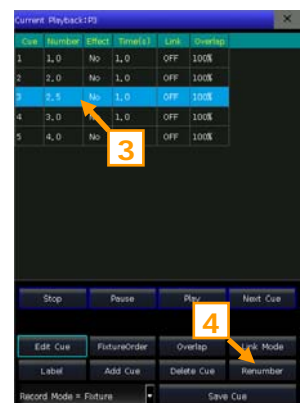 Current Playback:P3 ×
Cue Number Effect Time(s) Link Overlap
1 1,0 No 1,0 OFF 100%
2 2,0 No 1,0 OFF 100%
3 2,5 No 1,0 OFF 100%
4 3,0 No 1,0 OFF 100%
5 4,0 No 1,0 OFF 100%
3
Stop Pause Play Next Cue
4
Edit Cue FixtureOrder Overlap Link Mode
Label Add Cue Delete Cue Renumber
Record Mode = Fixture Save Cue